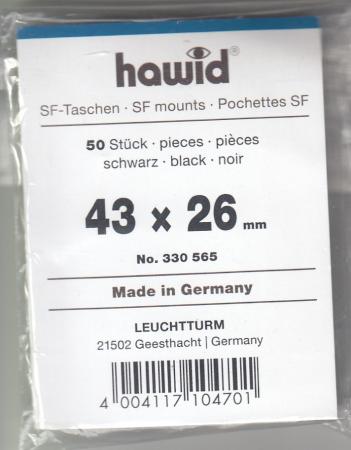 hawid®
SF-Taschen · SF mounts · Pochettes SF
50 Stück · pieces · pièces
schwarz · black · noir
43 x 26 mm
No. 330 565
Made in Germany
LEUCHTTURM
21502 Geesthacht | Germany
4 004117 104701